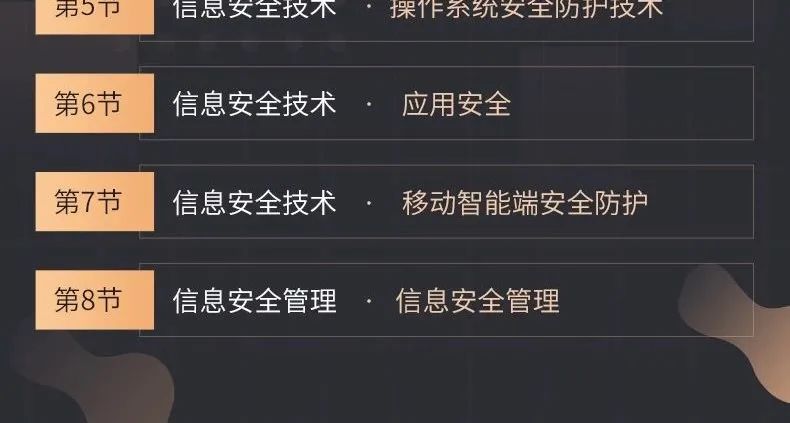 第5节 信息安全技术 · 操作系统安全防护技术
第6节 信息安全技术 · 应用安全
第7节 信息安全技术 · 移动智能端安全防护
第8节 信息安全管理 · 信息安全管理